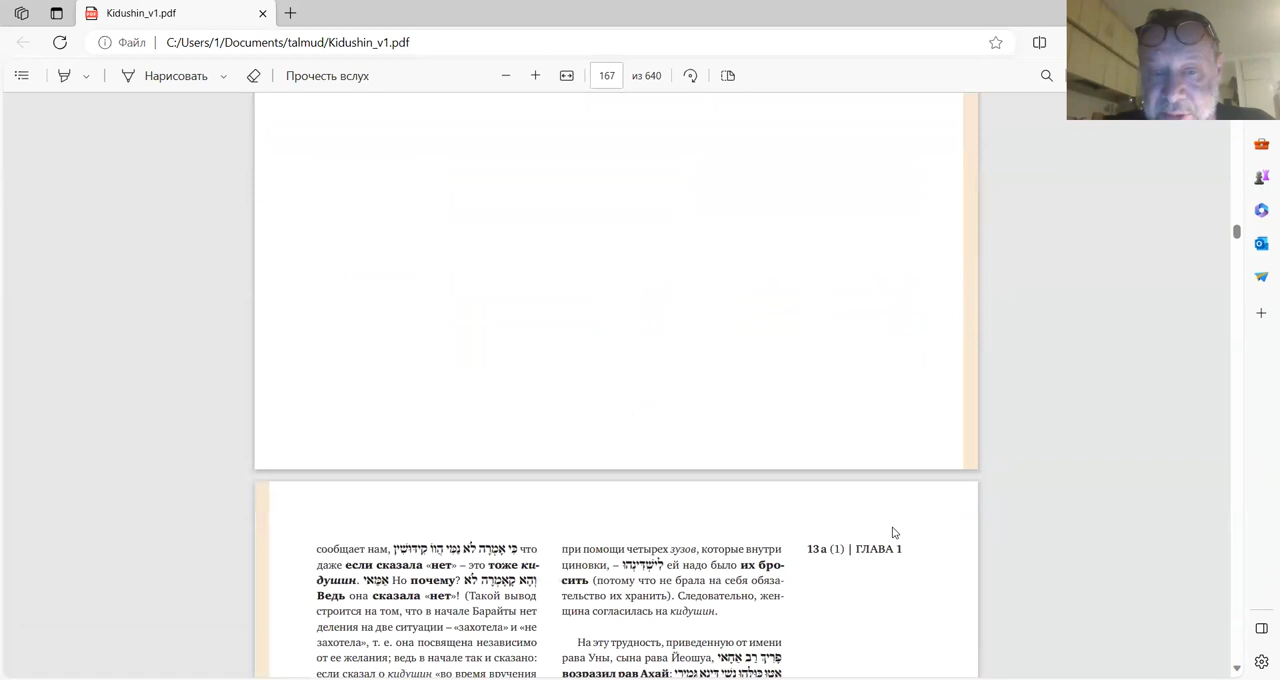 Kidushin_v1.pdf
Файл
C:/Users/1/Documents/talmud/Kidushin_v1.pdf
Нарисовать
Прочесть вслух
167
из 640
сообщает нам, כִּי אָמְרָה לֹא נַמֵי הָווּ קִידּוּשִׁין что
даже если сказала «нет» – это тоже ки-
душин. אַמַּאי Но почему? וְהָא קָאָמְרָה לֹא
Ведь она сказала «нет»! (Такой вывод
строится на том, что в начале Барайты нет
деления на две ситуации – «захотела» и «не
захотела», т. е. она посвящена независимо
от ее желания; ведь в начале так и сказано:
если сказал о кидушин «во время вручения
при помощи четырех зузов, которые внутри
циновки, – לִישְׁדִּינְהוּ ей надо было их бро-
сить (потому что не брала на себя обяза-
тельство их хранить). Следовательно, жен-
щина согласилась на кидушин.
На эту трудность, приведенную от имени
рава Уны, сына рава Йеошуа, פָּרֵיךְ רַב אַחַאי
возразил рав Ахай: אַטּוּ כּוּלְּהוּ נְשֵׁי דִּינָא גְּמִירֵי
13 а (1) | ГЛАВА 1